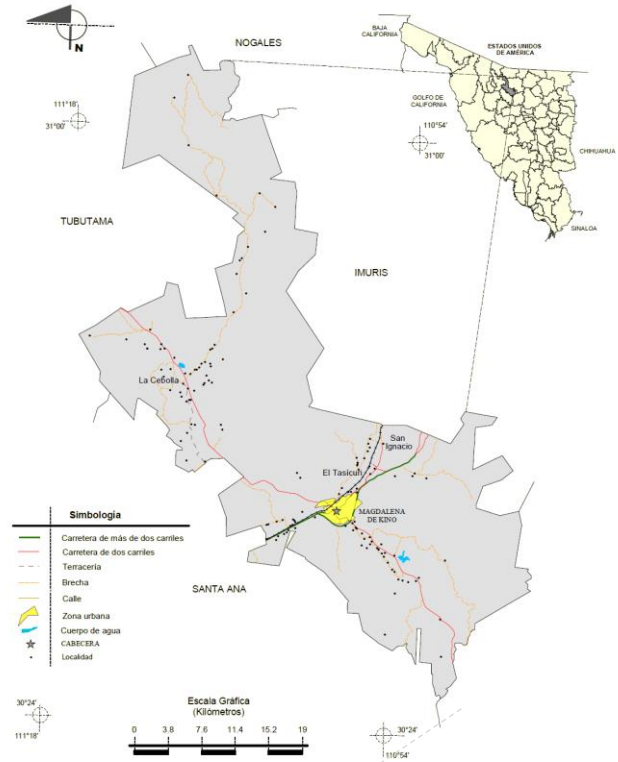 N
NOGALES
BAJA
CALIFORNIA
ESTADOS UNIDOS
DE AMÉRICA
GOLFO DE
CALIFORNIA
CHIHUAHUA
SINALOA
111°18'
31°00'
110°54'
31°00'
TUBUTAMA
IMURIS
La Cebolla
San
Ignacio
El Tasicuri
MAGDALENA
DE KINO
SANTA ANA
Simbología
Carretera de más de dos carriles
Carretera de dos carriles
Terracería
Brecha
Calle
Zona urbana
Cuerpo de agua
CABECERA
Localidad
30°24'
111°18'
Escala Gráfica
(Kilómetros)
0 3.8 7.6 11.4 15.2 19
30°24'
110°54'